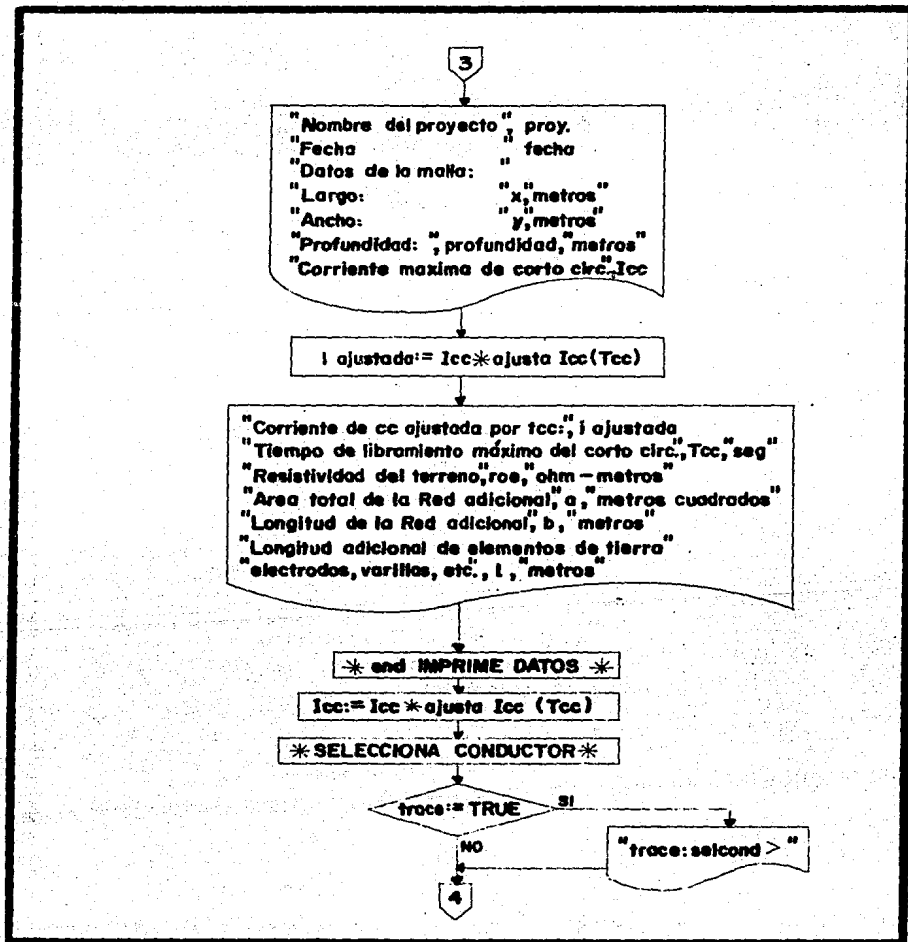 3
"Nombre del proyecto", proy.
"Fecha " fecha
"Datos de la malla: "
"Largo: "x,"metros"
"Ancho: "y,"metros"
"Profundidad: ", profundidad,"metros"
"Corriente maxima de corto circ.", Icc
i ajustada:= Icc * ajusta Icc (Tcc)
"Corriente de cc ajustada por tcc:", i ajustada
"Tiempo de libramiento máximo del corto circ.", Tcc, "seg"
"Resistividad del terreno", roe, "ohm-metros"
"Area total de la Red adicional", a, "metros cuadrados"
"Longitud de la Red adicional", b, "metros"
"Longitud adicional de elementos de tierra"
"electrodos, varillas, etc.", l, "metros"
* end IMPRIME DATOS *
Icc:= Icc * ajusta Icc (Tcc)
* SELECCIONA CONDUCTOR *
trace:= TRUE
SI
"trace: selcond > "
NO
4